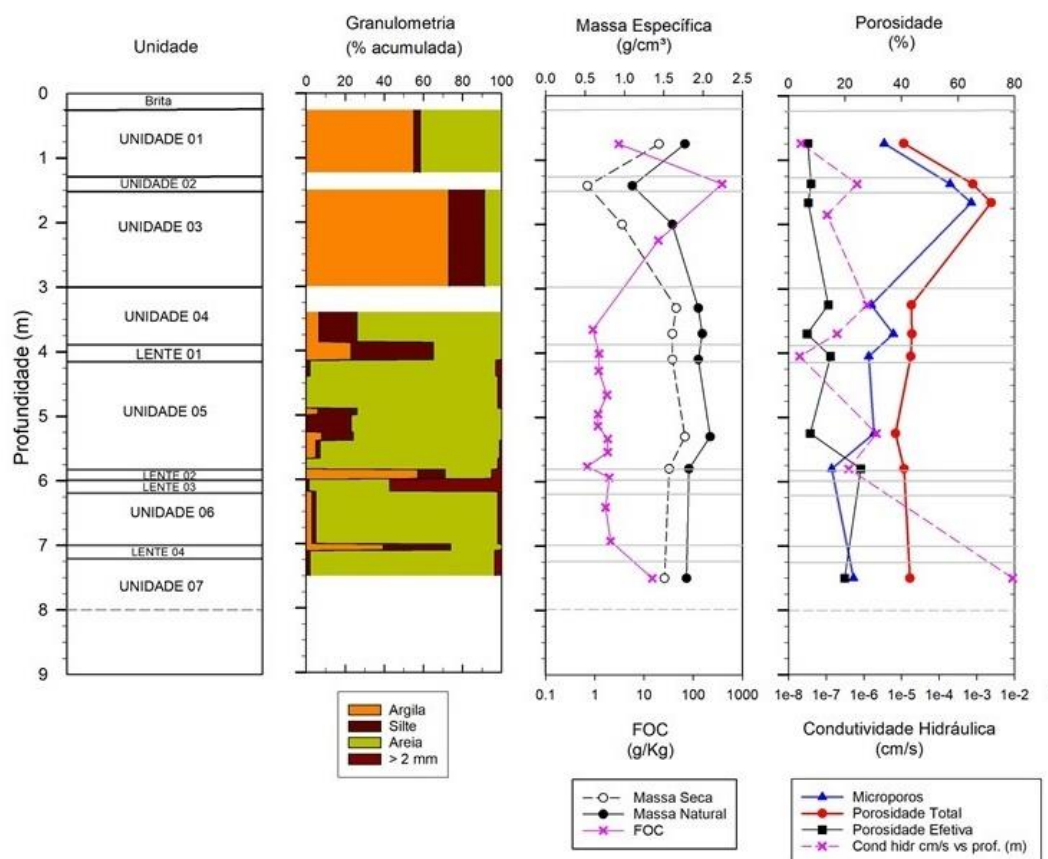 Unidade
Granulometria
(% acumulada)
Massa Específica
(g/cm³)
Porosidade
(%)
0 20 40 60 80 100
0.0 0.5 1.0 1.5 2.0 2.5
0 20 40 60 80
Profundidade (m)
0
1
2
3
4
5
6
7
8
9
Brita
UNIDADE 01
UNIDADE 02
UNIDADE 03
UNIDADE 04
LENTE 01
UNIDADE 05
LENTE 02
LENTE 03
UNIDADE 06
LENTE 04
UNIDADE 07
0.1 1 10 100 1000
1e-8 1e-7 1e-6 1e-5 1e-4 1e-3 1e-2
FOC
(g/Kg)
Condutividade Hidráulica
(cm/s)
Argila
Silte
Areia
> 2 mm
Massa Seca
Massa Natural
FOC
Microporos
Porosidade Total
Porosidade Efetiva
Cond hidr cm/s vs prof. (m)